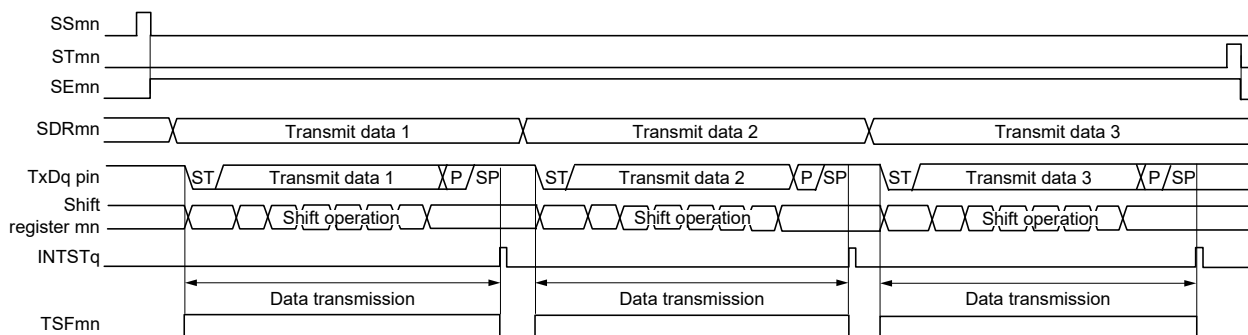 SSmn
STmn
SEmn
SDRmn Transmit data 1 Transmit data 2 Transmit data 3
TxDq pin ST Transmit data 1 P SP ST Transmit data 2 P SP ST Transmit data 3 P SP
Shift
register mn Shift operation Shift operation Shift operation
INTSTq
Data transmission Data transmission Data transmission
TSFmn